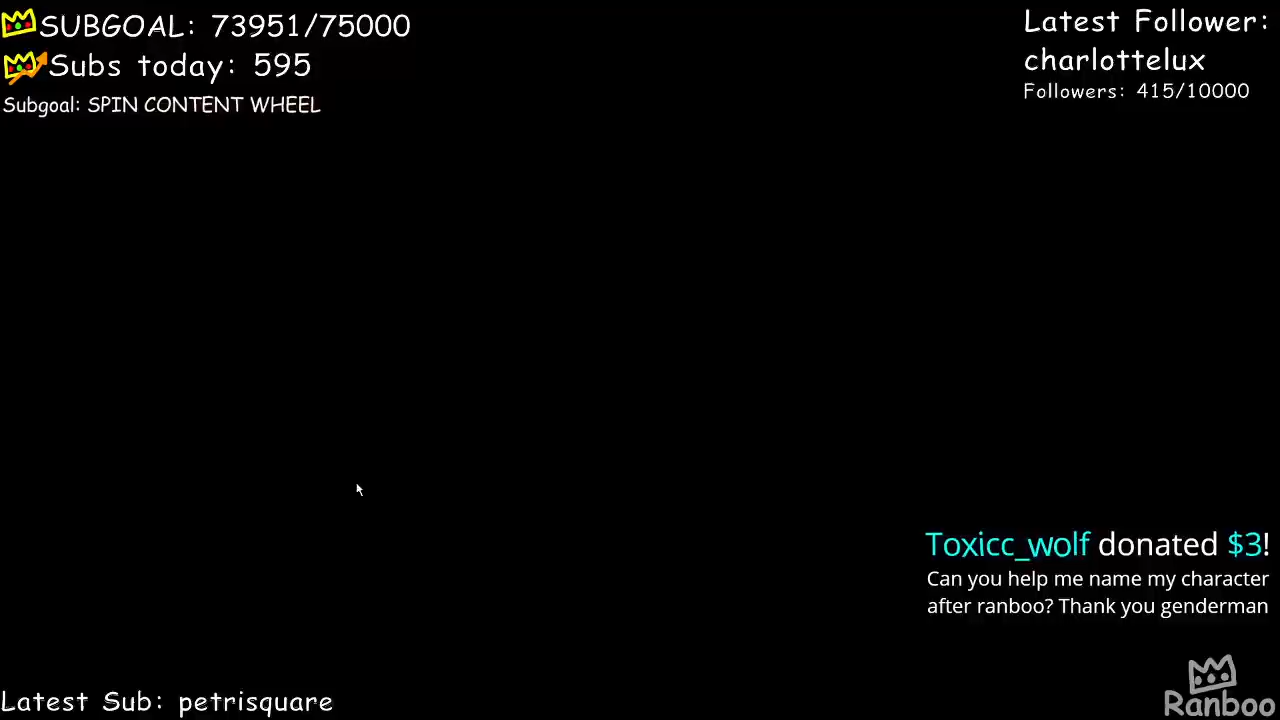 SUBGOAL: 73951/75000
Subs today: 595
Subgoal: SPIN CONTENT WHEEL
Latest Follower:
charlottelux
Followers: 415/10000
Toxicc_wolf donated $3!
Can you help me name my character
after ranboo? Thank you genderman
Latest Sub: petrisquare
Ranboo